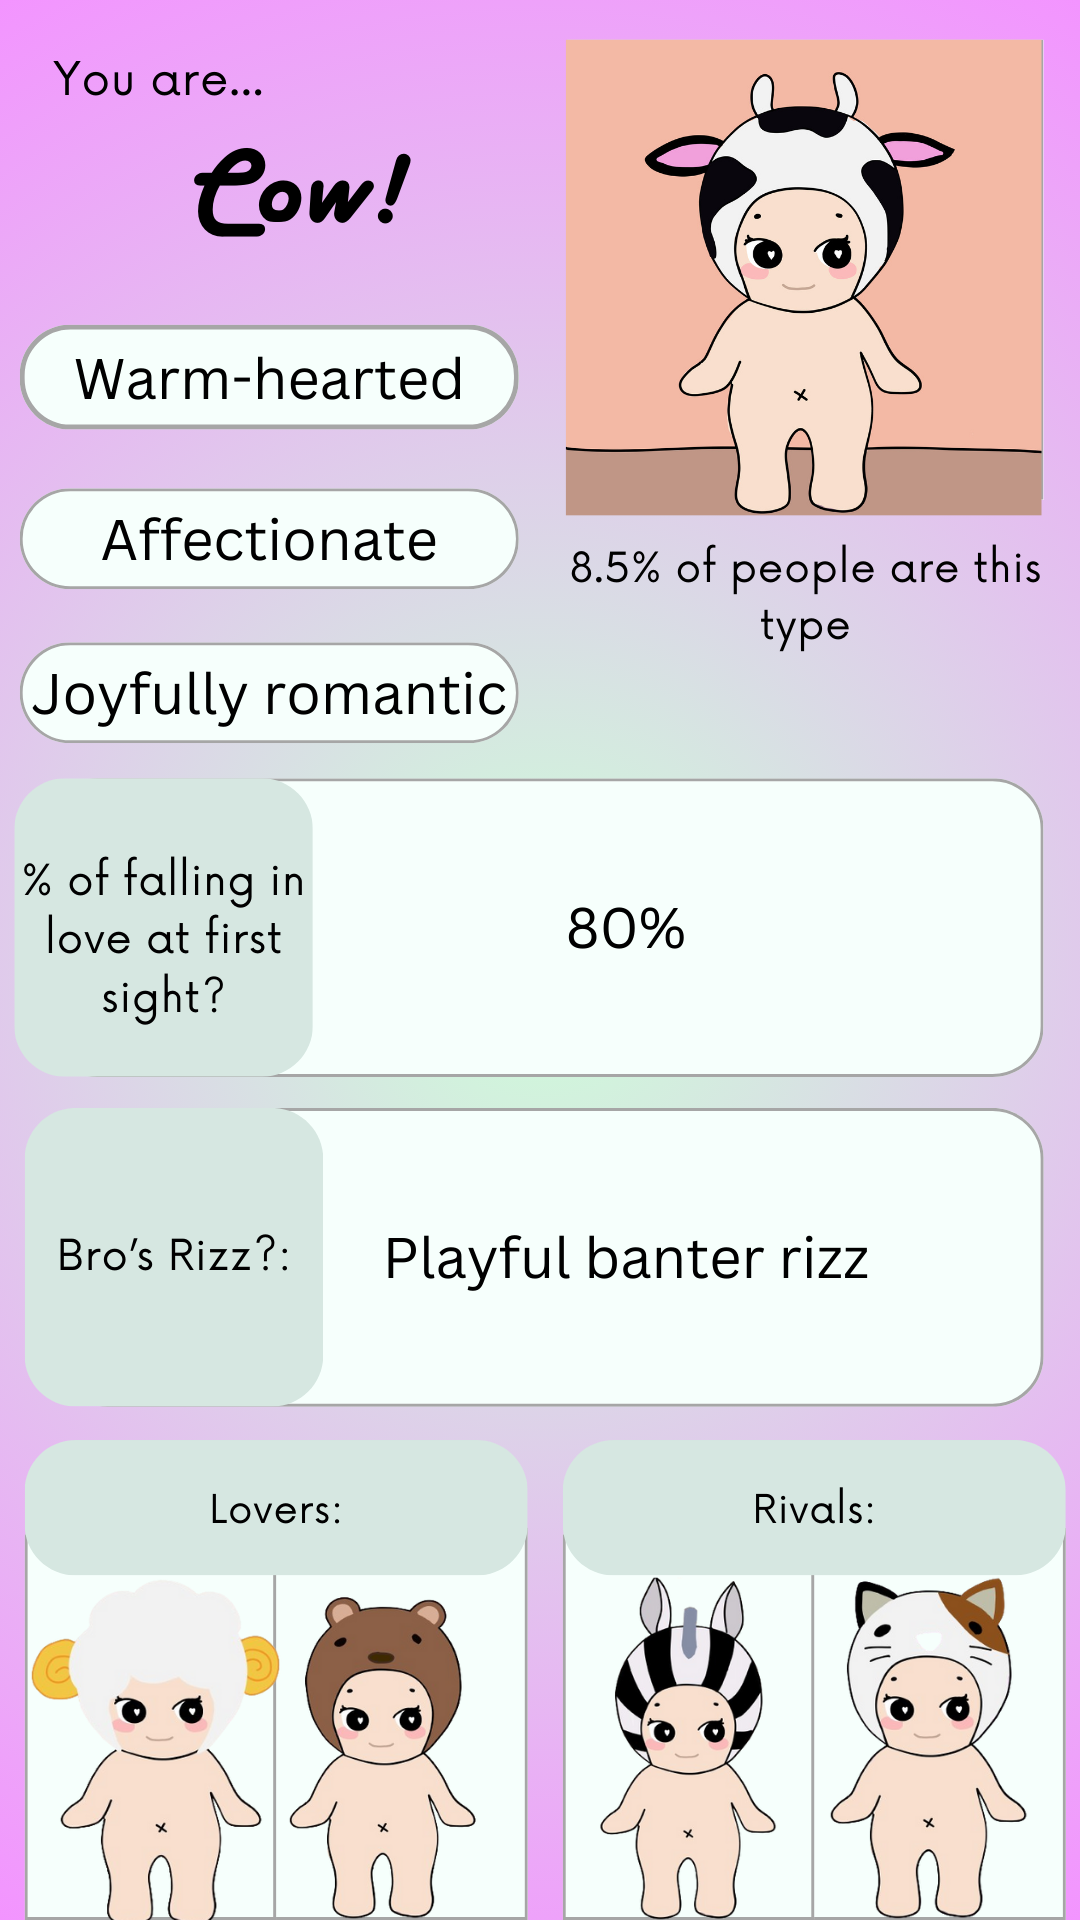 You are...
Cow!
Warm-hearted
Affectionate
Joyfully romantic
8.5% of people are this
type
% of falling in
love at first
sight?
80%
Bro’s Rizz?:
Playful banter rizz
Lovers:
Rivals: